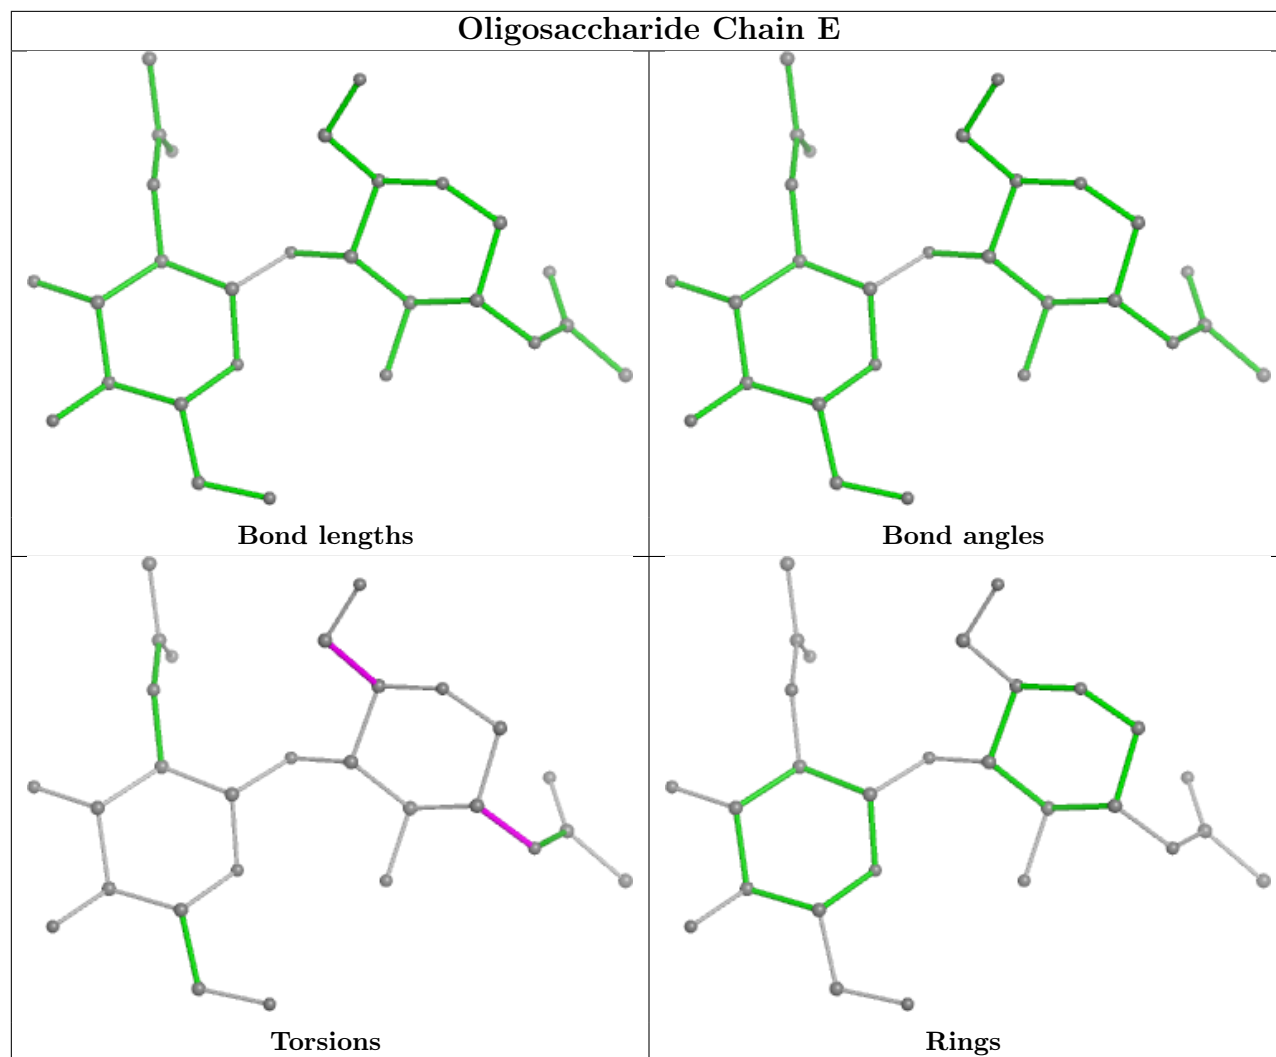 Oligosaccharide Chain E
Bond lengths
Bond angles
Torsions
Rings